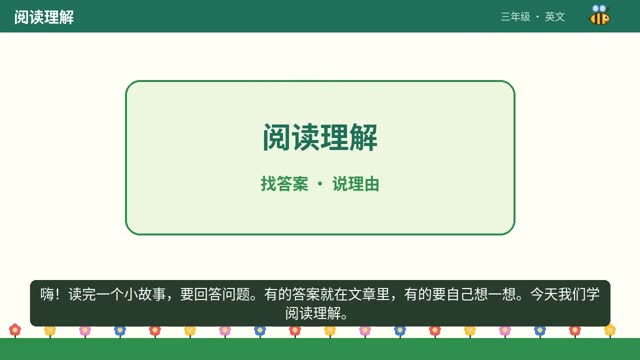 阅读理解
三年级 · 英文
阅读理解
找答案 · 说理由
嗨！读完一个小故事，要回答问题。有的答案就在文章里，有的要自己想一想。今天我们学
阅读理解。